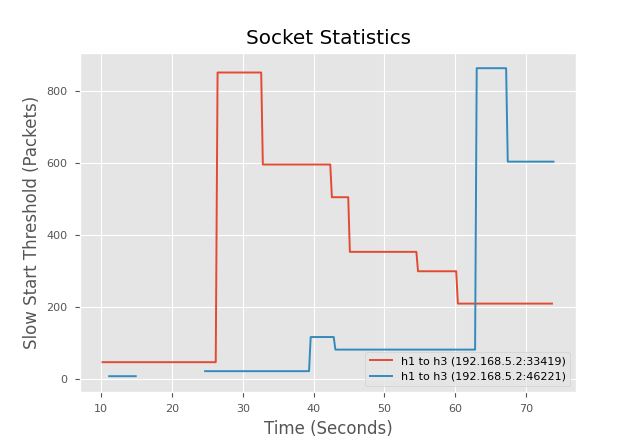 Socket Statistics
Slow Start Threshold (Packets)
800
600
400
200
0
10 20 30 40 50 60 70
Time (Seconds)
h1 to h3 (192.168.5.2:33419)
h1 to h3 (192.168.5.2:46221)